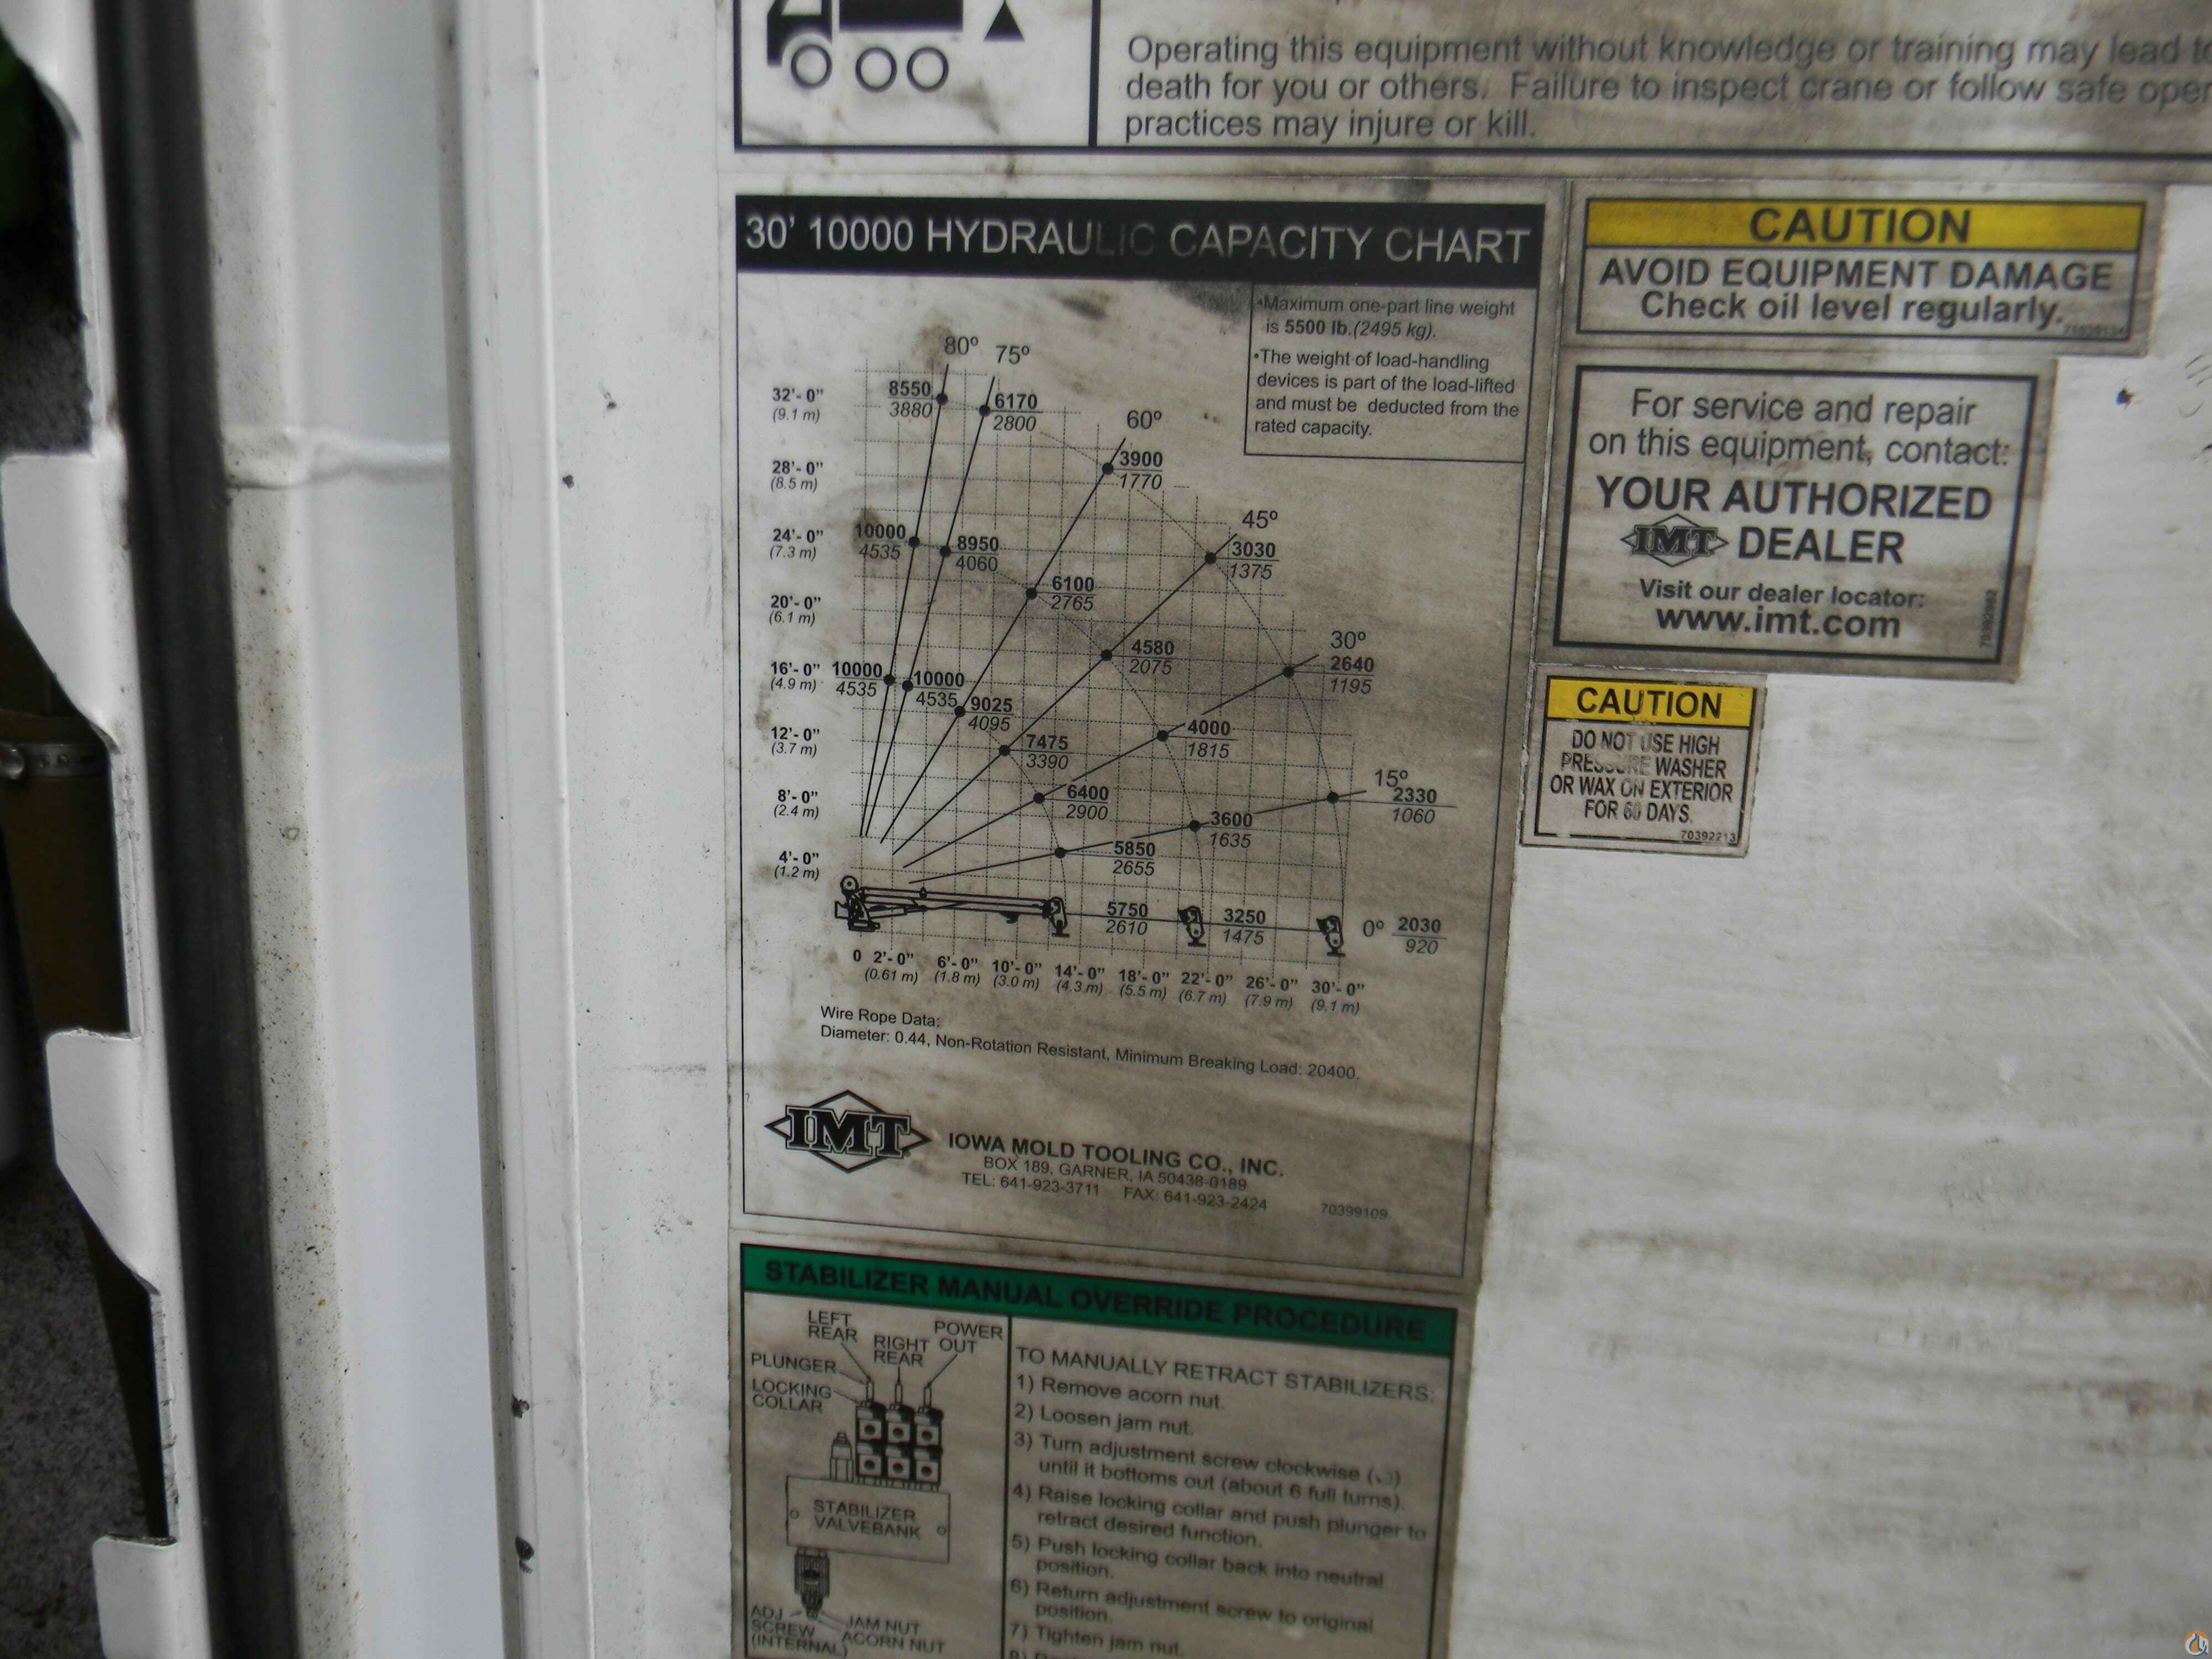 Operating this equipment without knowledge or training may lead
death for you or others. Failure to inspect crane or follow safe
practices may injure or kill.
30' 10000 HYDRAULIC CAPACITY CHART
•Maximum one-part line weight
is 5500 lb.(2495 kg).
•The weight of load-handling
devices is part of the load-lifted
and must be deducted from the
rated capacity.
80º 75º
32'-0" 8550 6170
(9.1 m) 3880 2800
60º
28'-0" 3900
(8.5 m) 1770
45º
24'-0" 10000 8950 3030
(7.3 m) 4535 4060 1375
20'-0" 6100
(6.1 m) 2765
30º
4580 2640
2075 1195
16'-0" 10000 10000
(4.9 m) 4535 4535
9025
4095
12'-0" 7475 4000
(3.7 m) 3390 1815
15º
8'-0" 6400 2330
(2.4 m) 2900 1060
3600
1635
4'-0" 5850
(1.2 m) 2655
5750 3250 0º 2030
2610 1475 920
0 2'-0" 6'-0" 10'-0" 14'-0" 18'-0" 22'-0" 26'-0" 30'-0"
(0.61 m) (1.8 m) (3.0 m) (4.3 m) (5.5 m) (6.7 m) (7.9 m) (9.1 m)
Wire Rope Data:
Diameter: 0.44, Non-Rotation Resistant, Minimum Breaking Load: 20400.
IMT
IOWA MOLD TOOLING CO., INC.
BOX 189, GARNER, IA 50438-0189
TEL: 641-923-3711 FAX: 641-923-2424
70399109
CAUTION
AVOID EQUIPMENT DAMAGE
Check oil level regularly.
For service and repair
on this equipment, contact:
YOUR AUTHORIZED
IMT DEALER
Visit our dealer locator:
www.imt.com
70392982
CAUTION
DO NOT USE HIGH
PRESSURE WASHER
OR WAX ON EXTERIOR
FOR 60 DAYS.
70392213
STABILIZER MANUAL OVERRIDE PROCEDURE
LEFT
REAR
RIGHT
REAR
POWER
OUT
PLUNGER
LOCKING
COLLAR
STABILIZER
VALVEBANK
ADJ
SCREW
(INTERNAL)
JAM NUT
ACORN NUT
TO MANUALLY RETRACT STABILIZERS:
1) Remove acorn nut.
2) Loosen jam nut.
3) Turn adjustment screw clockwise ( )
until it bottoms out (about 6 full turns).
4) Raise locking collar and push plunger to
retract desired function.
5) Push locking collar back into neutral
position.
6) Return adjustment screw to original
position.
7) Tighten jam nut.